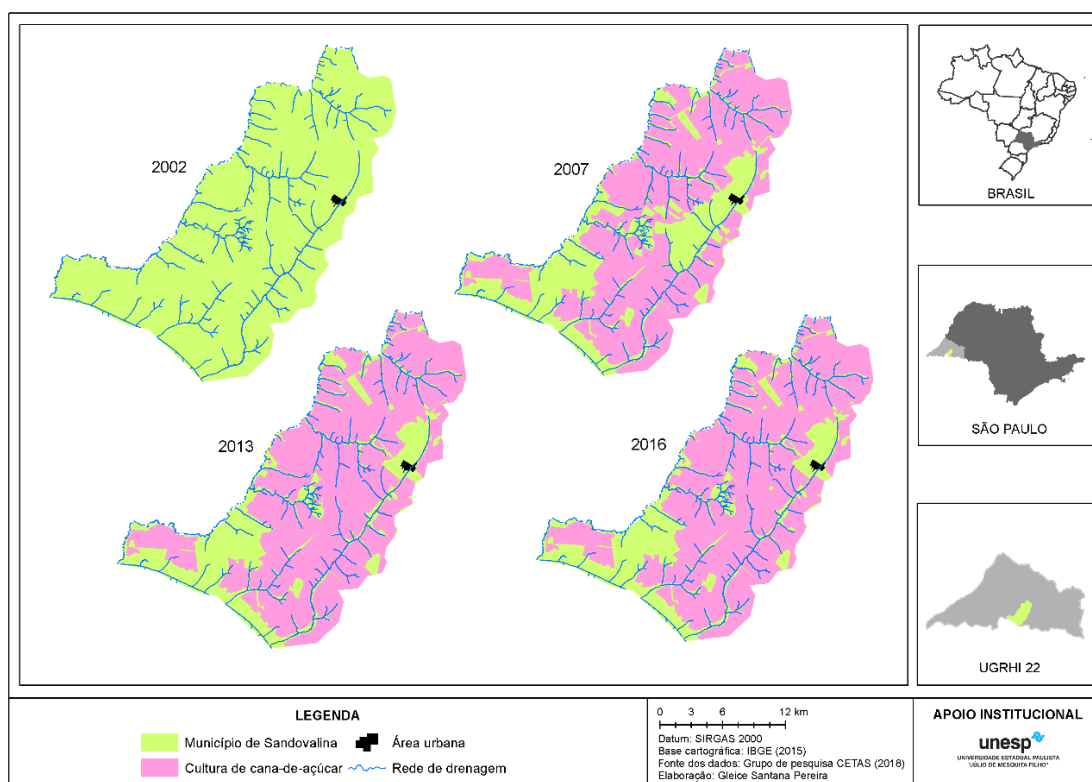 2002
2007
2013
2016
BRASIL
SÃO PAULO
UGRHI 22
LEGENDA
Município de Sandovalina
Área urbana
Cultura de cana-de-açúcar
Rede de drenagem
0 3 6 12 km
Datum: SIRGAS 2000
Base cartográfica: IBGE (2015)
Fonte dos dados: Grupo de pesquisa CETAS (2018)
Elaboração: Gleice Santana Pereira
APOIO INSTITUCIONAL
unesp
UNIVERSIDADE ESTADUAL PAULISTA
"JÚLIO DE MESQUITA FILHO"